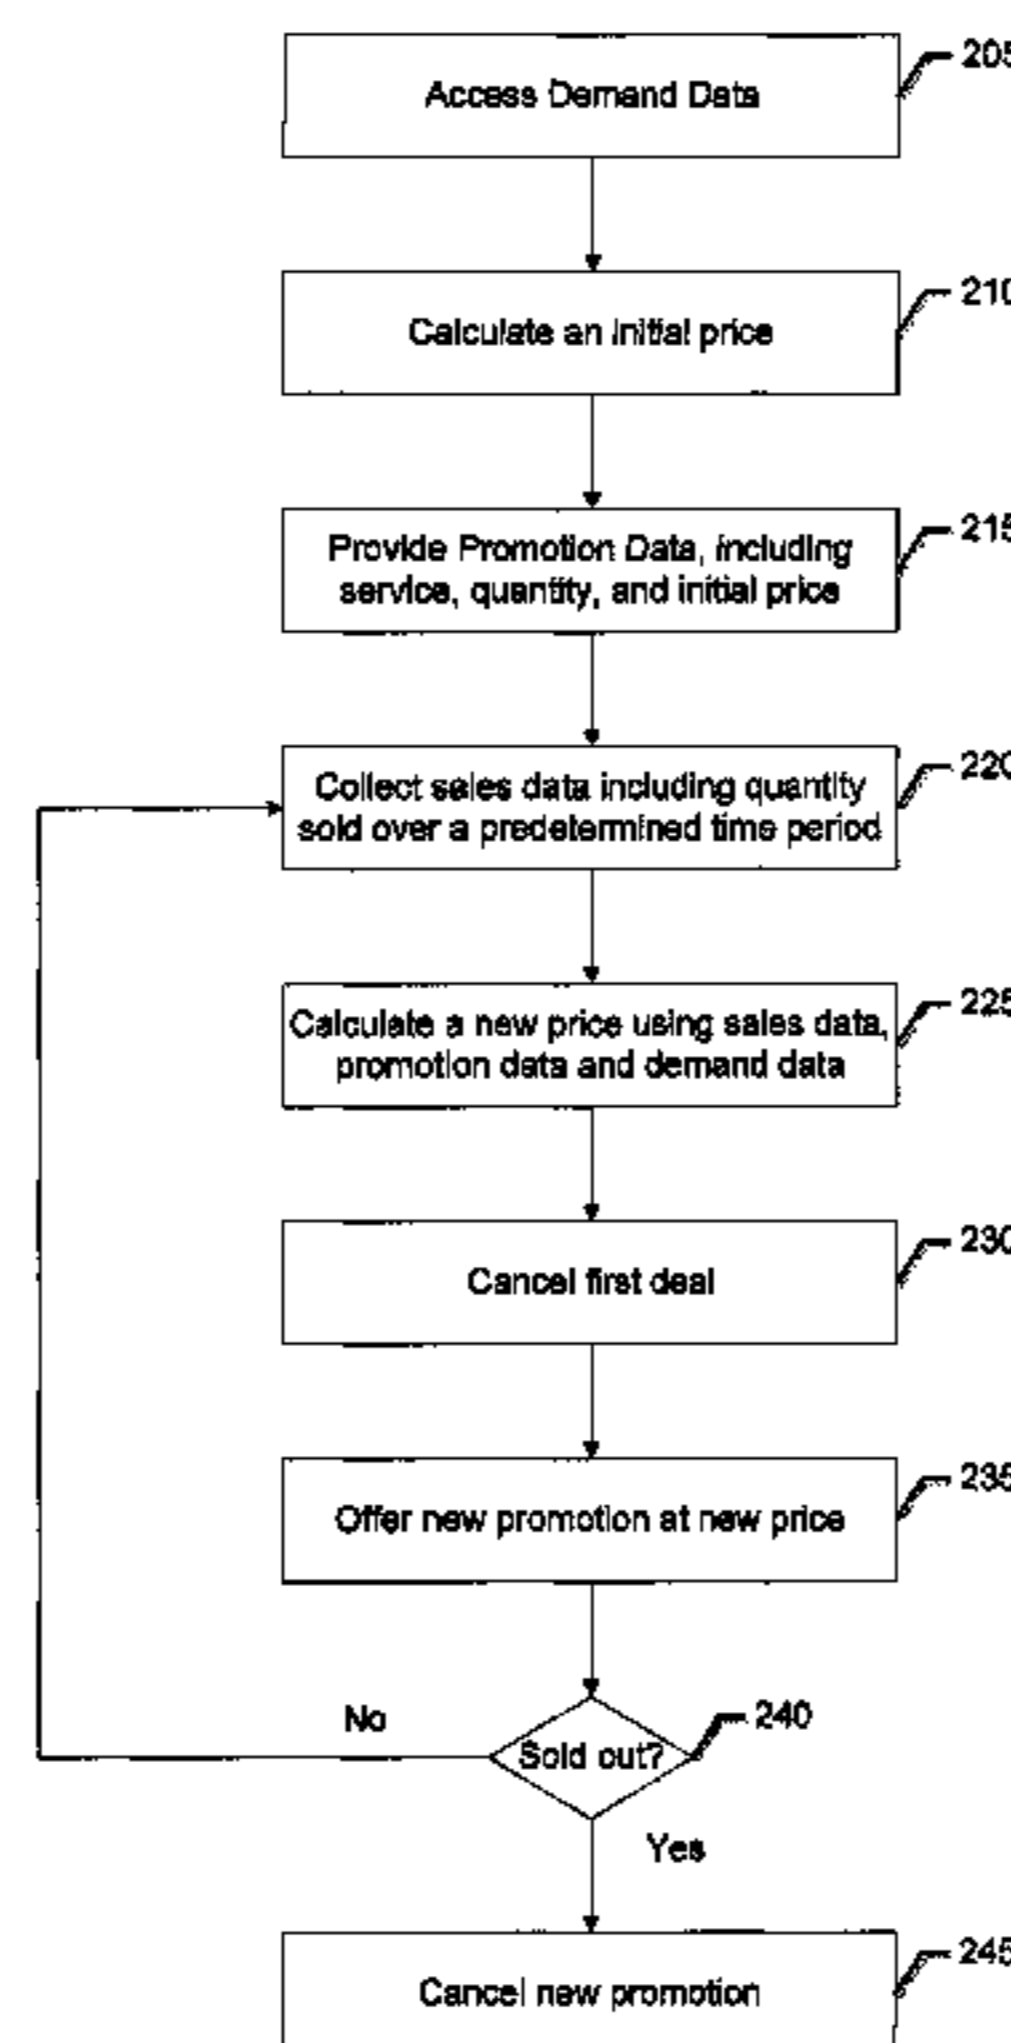 Access Demand Data
205
Calculate an initial price
210
Provide Promotion Data, including
service, quantity, and initial price
215
Collect sales data including quantity
sold over a predetermined time period
220
Calculate a new price using sales data,
promotion data and demand data
225
Cancel first deal
230
Offer new promotion at new price
235
Sold out?
240
No
Yes
Cancel new promotion
245